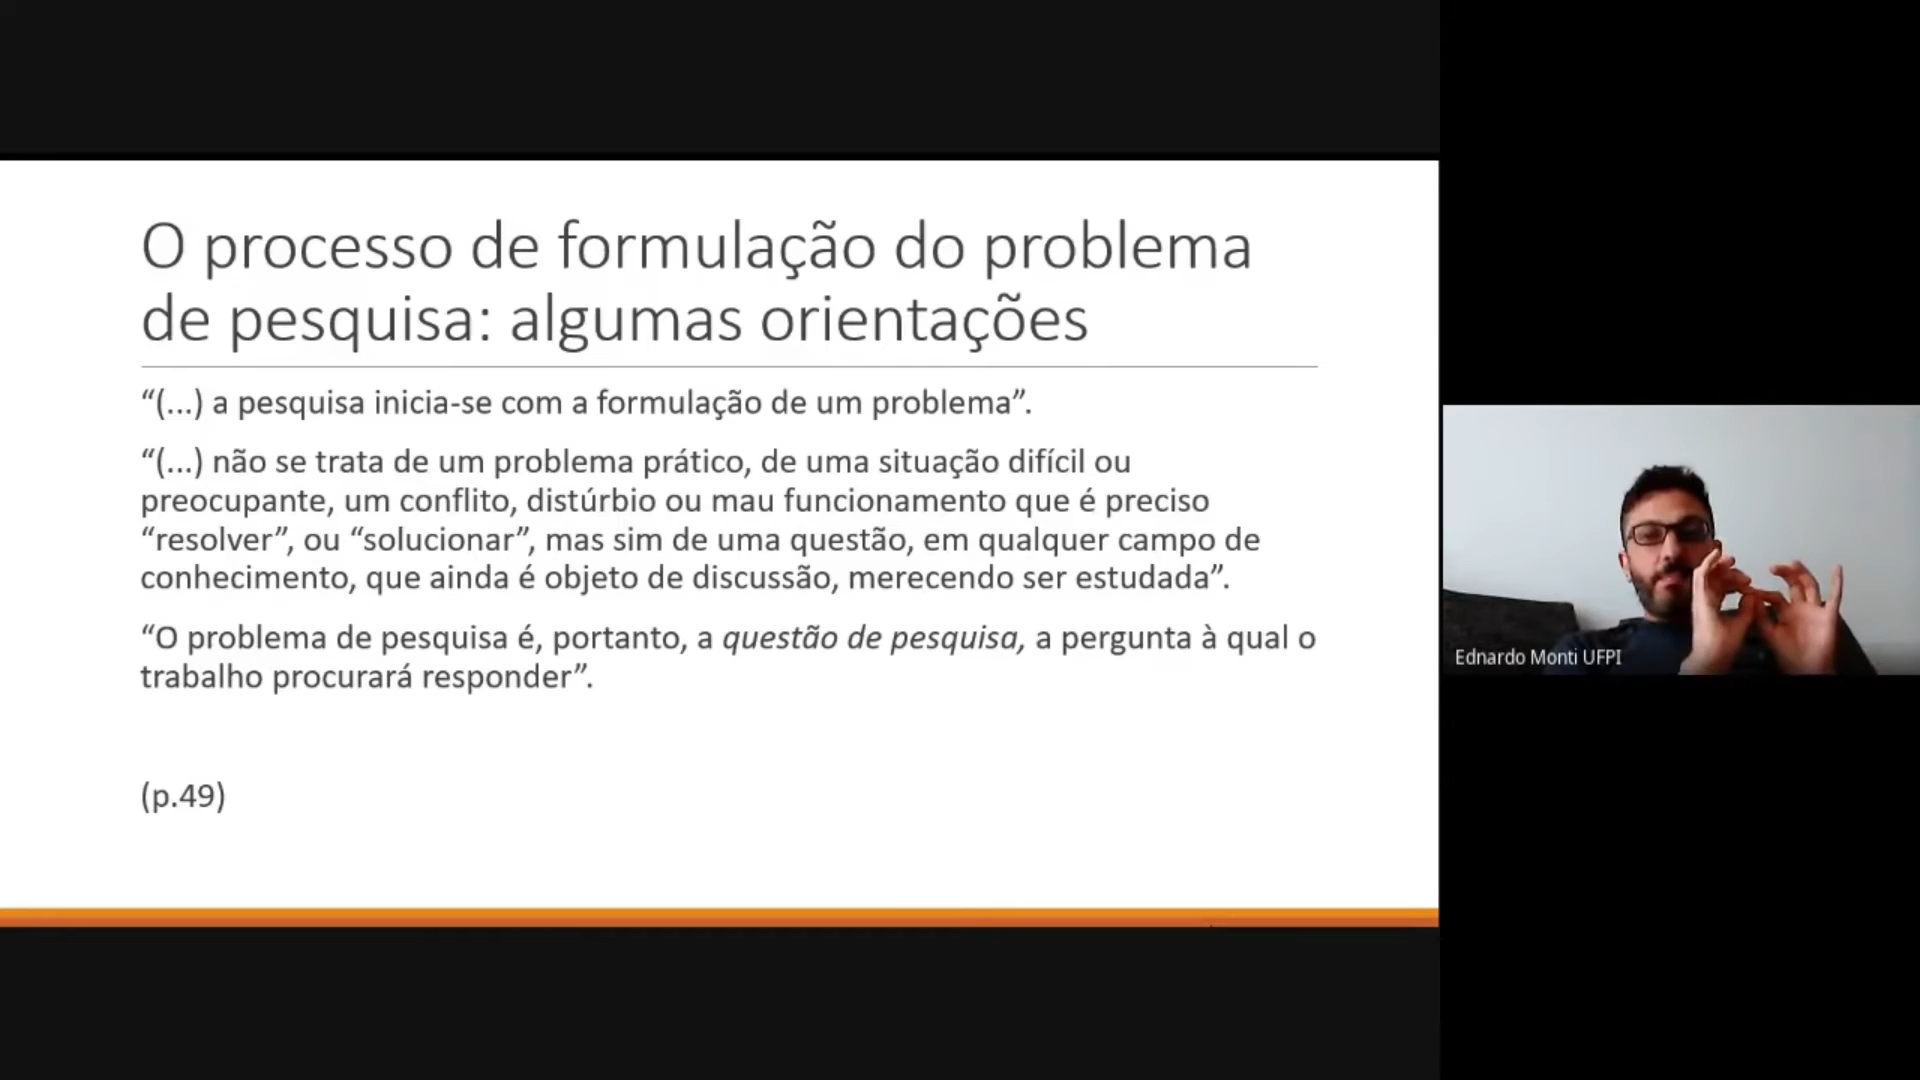 O processo de formulação do problema
de pesquisa: algumas orientações
“(...) a pesquisa inicia-se com a formulação de um problema”.
“(...) não se trata de um problema prático, de uma situação difícil ou
preocupante, um conflito, distúrbio ou mau funcionamento que é preciso
“resolver”, ou “solucionar”, mas sim de uma questão, em qualquer campo de
conhecimento, que ainda é objeto de discussão, merecendo ser estudada”.
“O problema de pesquisa é, portanto, a questão de pesquisa, a pergunta à qual o
trabalho procurará responder”.
(p.49)
Ednardo Monti UFPI